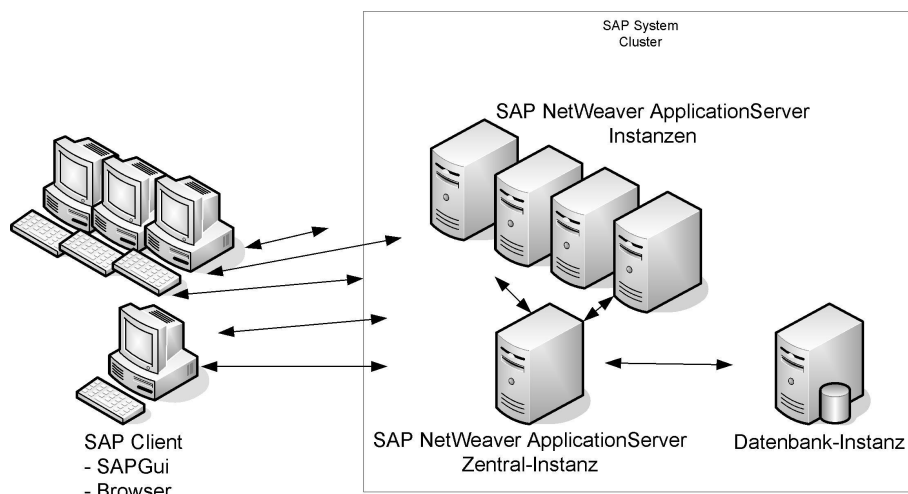 SAP System
Cluster
SAP NetWeaver ApplicationServer
Instanzen
SAP Client
- SAPGui
- Browser
SAP NetWeaver ApplicationServer
Zentral-Instanz
Datenbank-Instanz